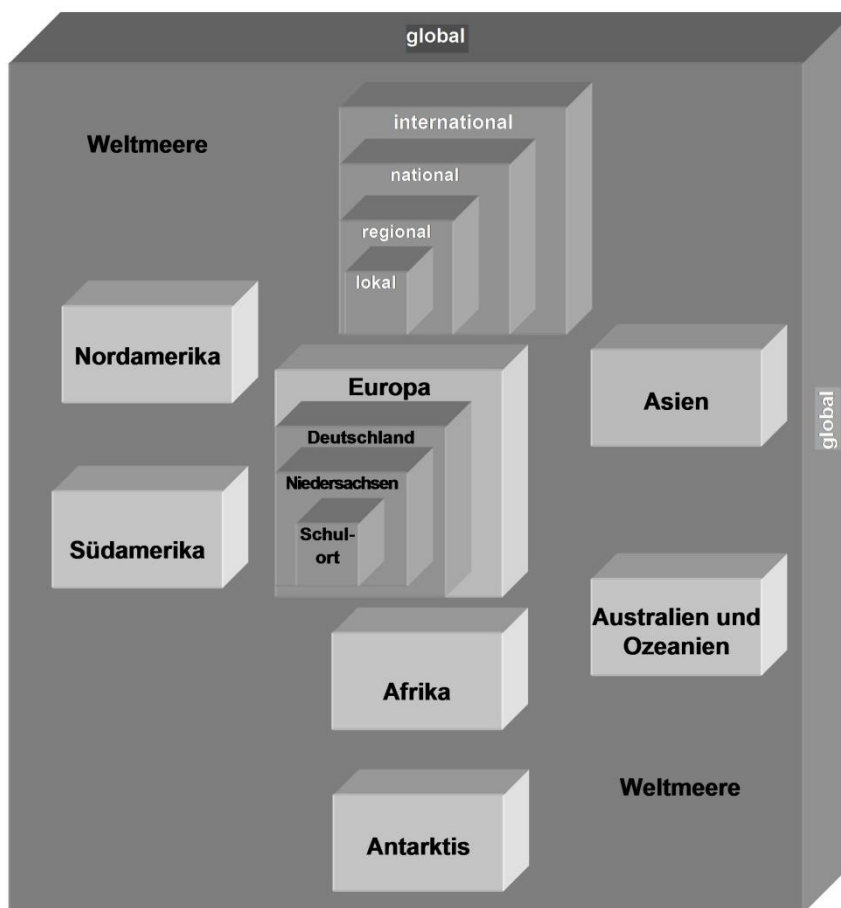 global
Weltmeere
international
national
regional
lokal
Nordamerika
Europa
Asien
global
Deutschland
Niedersachsen
Schul-
ort
Südamerika
Australien und
Ozeanien
Afrika
Weltmeere
Antarktis